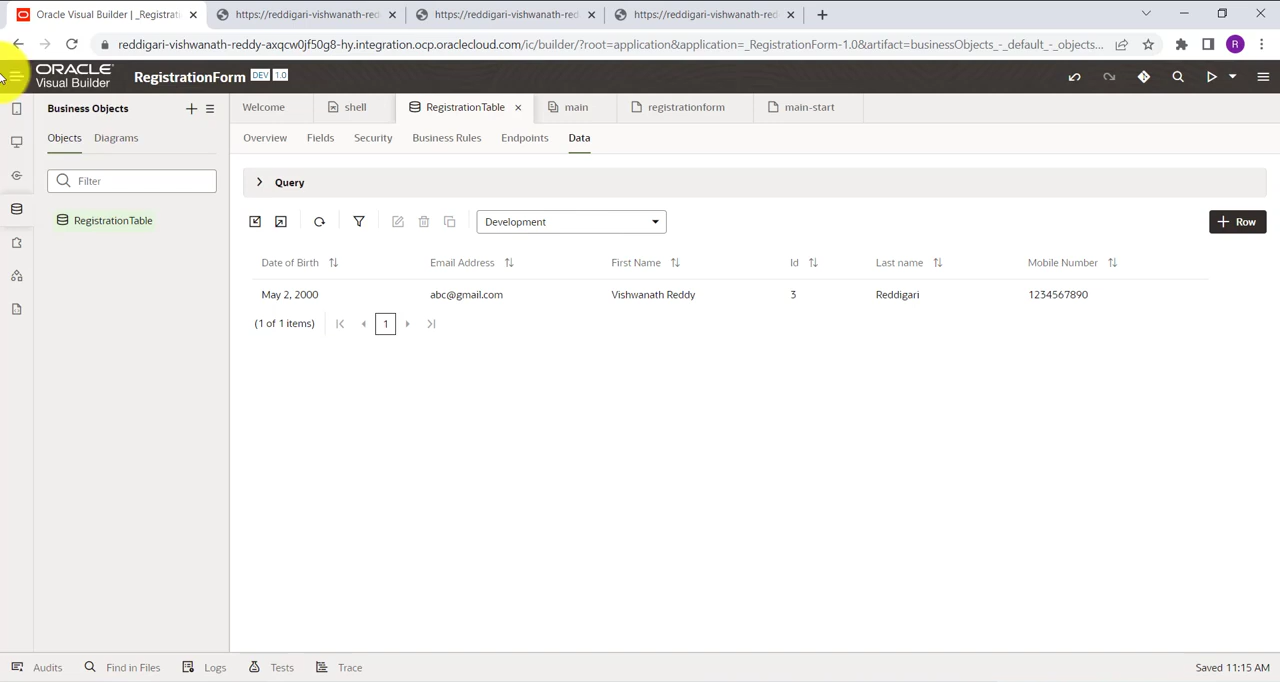 Oracle Visual Builder | _Registrati
https://reddigari-vishwanath-red
https://reddigari-vishwanath-red
https://reddigari-vishwanath-red
reddigari-vishwanath-reddy-axqcw0jf50g8-hy.integration.ocp.oraclecloud.com/ic/builder/?root=application&application=_RegistrationForm-1.0&artifact=businessObjects_-_default_-_objects...
R
ORACLE
Visual Builder
RegistrationForm
DEV 1.0
Business Objects
Welcome
shell
RegistrationTable
main
registrationform
main-start
Objects
Diagrams
Overview
Fields
Security
Business Rules
Endpoints
Data
Filter
Query
RegistrationTable
Development
Row
Date of Birth
Email Address
First Name
Id
Last name
Mobile Number
May 2, 2000
abc@gmail.com
Vishwanath Reddy
3
Reddigari
1234567890
(1 of 1 items)
1
Audits
Find in Files
Logs
Tests
Trace
Saved 11:15 AM